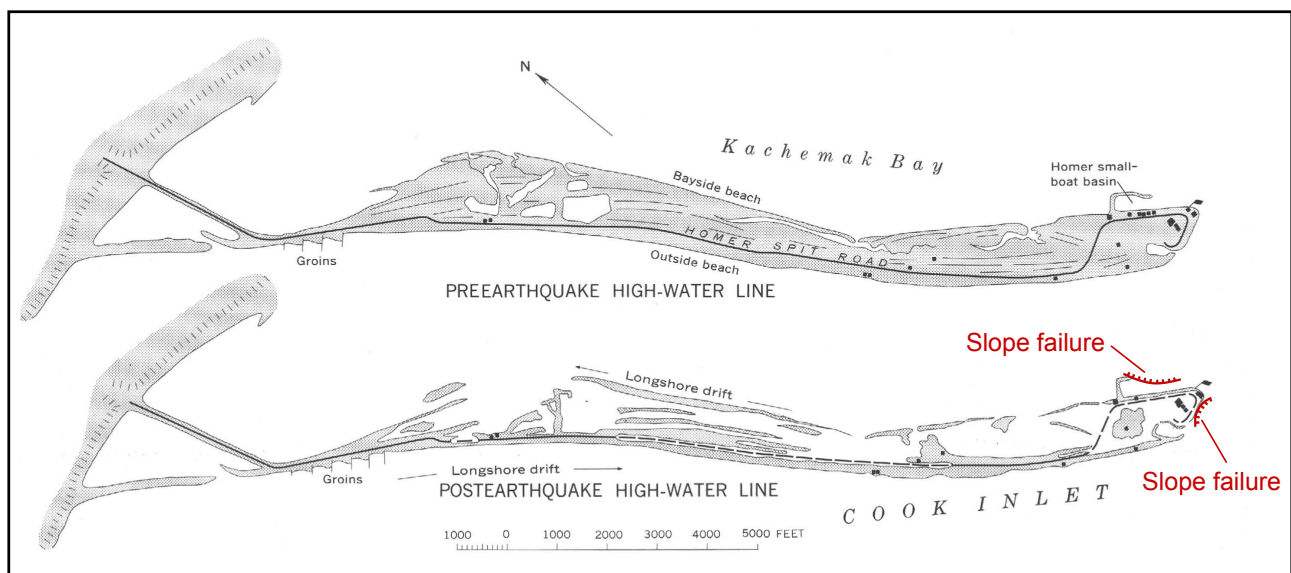 N
Kachemak Bay
Homer small-
boat basin
Bayside beach
HOMER SPIT ROAD
Groins
Outside beach
PREEARTHQUAKE HIGH-WATER LINE
Slope failure
Longshore drift
Slope failure
Groins
Longshore drift
POSTEARTHQUAKE HIGH-WATER LINE
COOK INLET
1000 0 1000 2000 3000 4000 5000 FEET